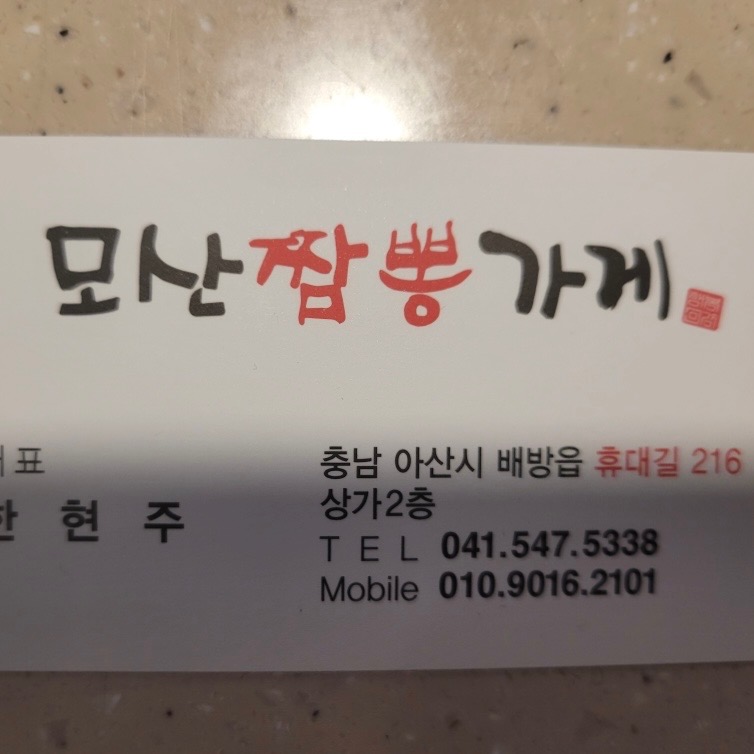 모산짬뽕가게
표
현 주
충남 아산시 배방읍 휴대길 216
상가2층
TEL 041.547.5338
Mobile 010.9016.2101